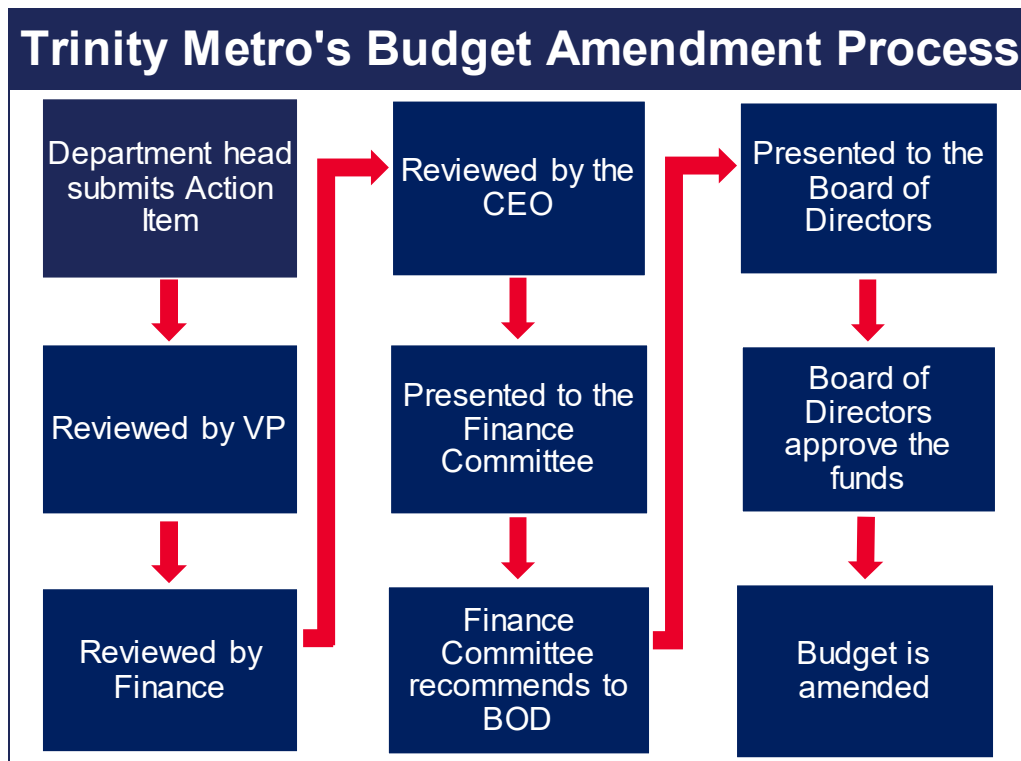 Trinity Metro's Budget Amendment Process
Department head
submits Action
Item
Reviewed by VP
Reviewed by
Finance
Reviewed by the
CEO
Presented to the
Finance
Committee
Finance
Committee
recommends to
BOD
Presented to the
Board of
Directors
Board of
Directors
approve the
funds
Budget is
amended